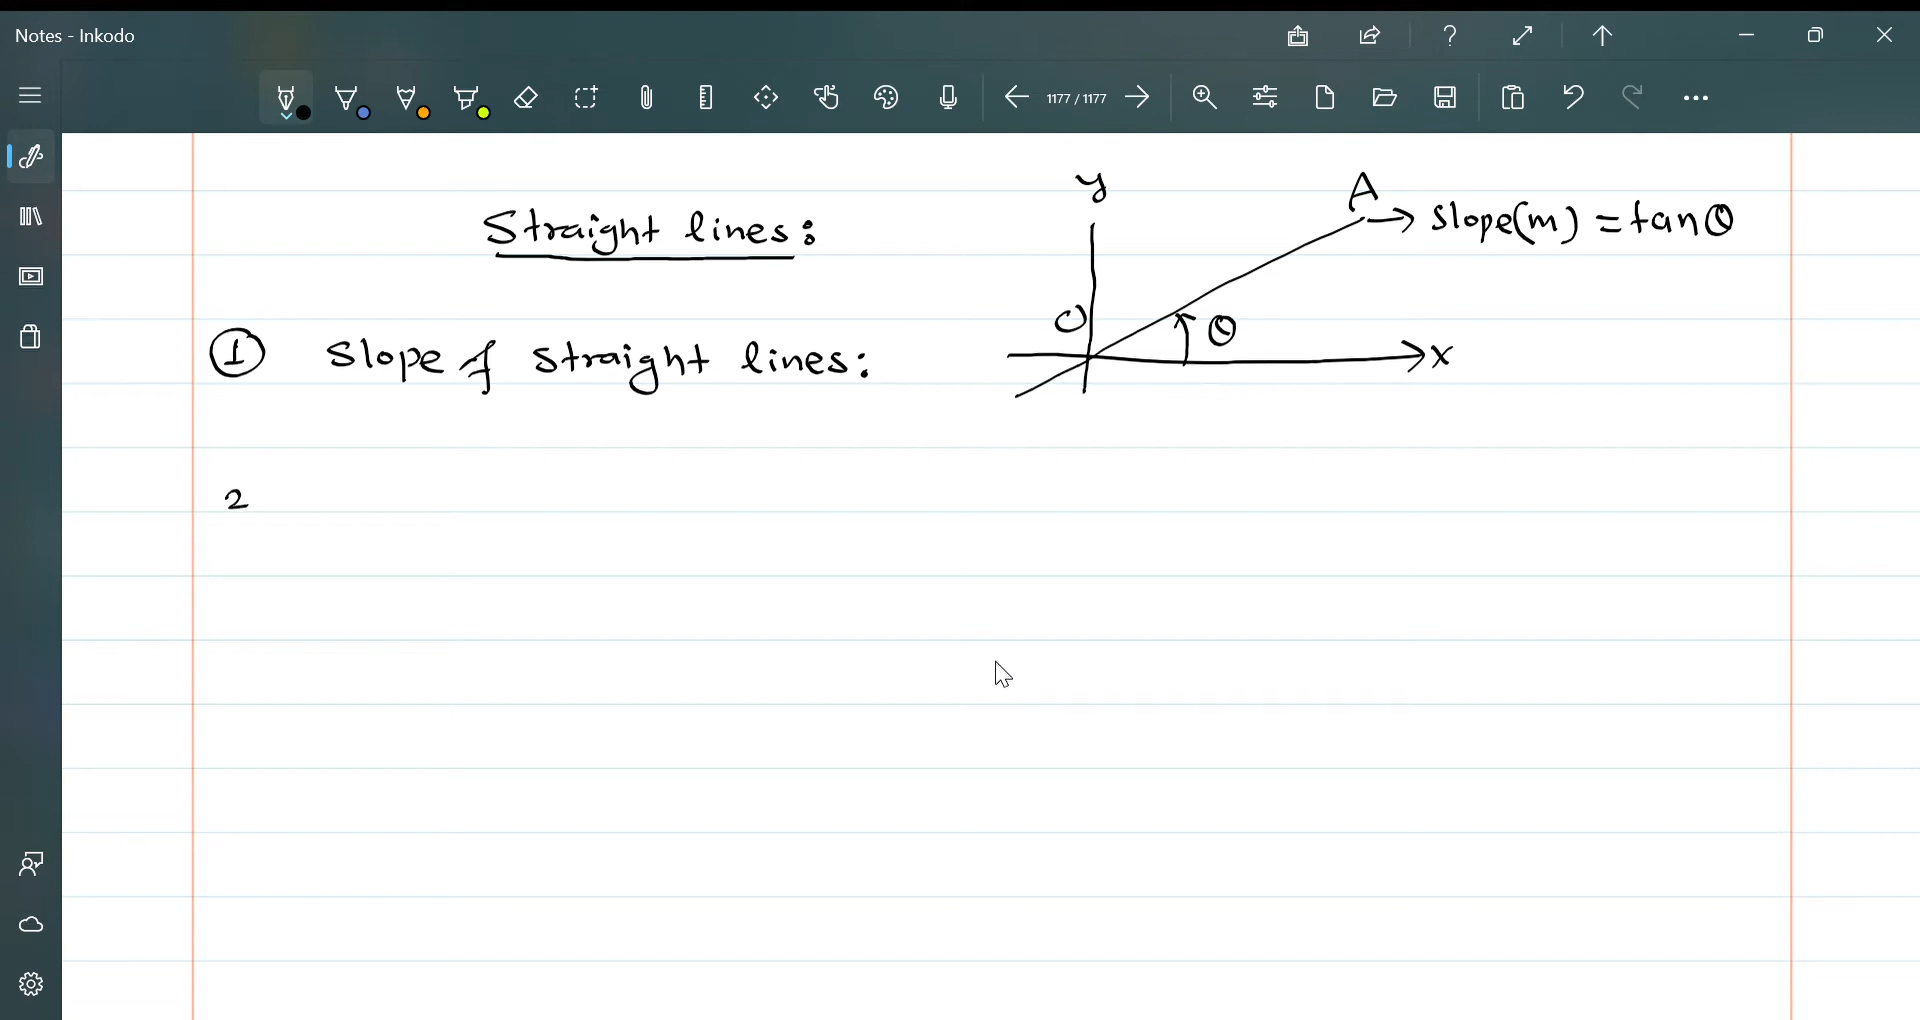 Notes - Inkodo
1177 / 1177
Straight lines:
y
A
→ slope(m) = tanθ
① Slope of straight lines:
O
θ
x
2